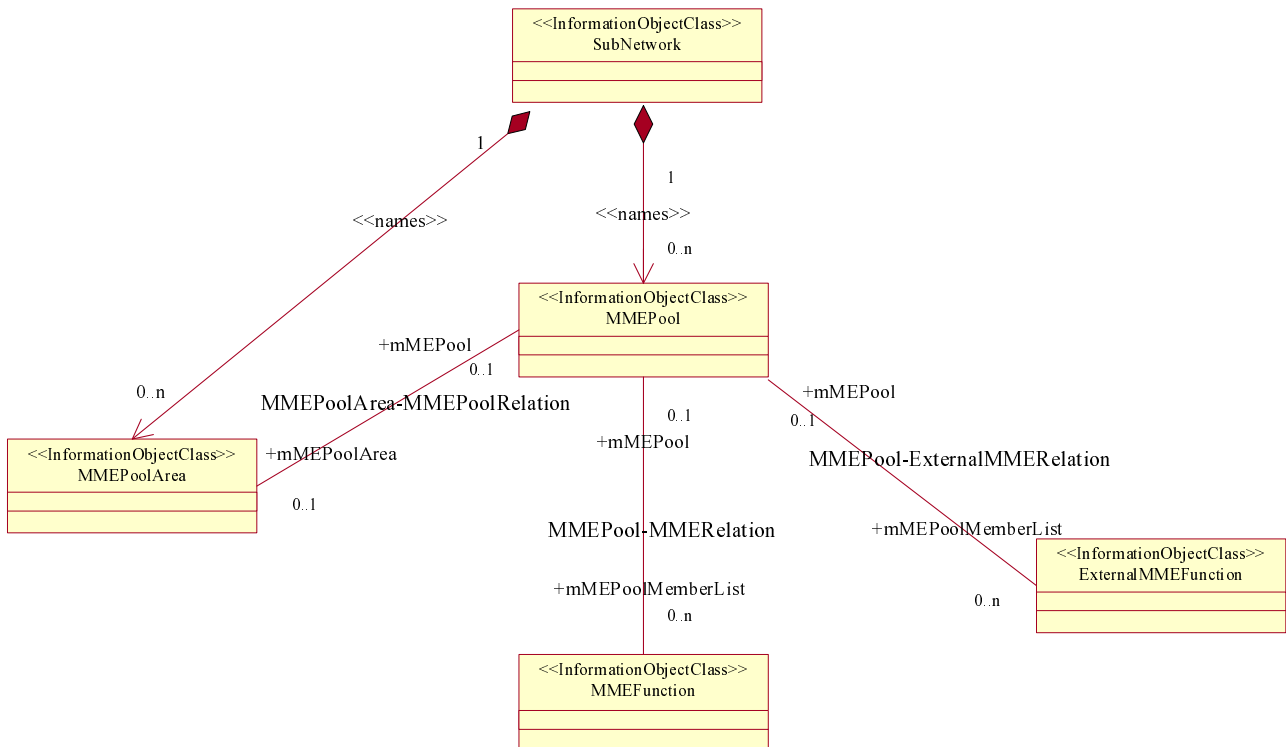 <<InformationObjectClass>>
SubNetwork
1
1
<<names>>
<<names>>
0..n
<<InformationObjectClass>>
MMEPool
+mMEPool
0..1
0..n
MMEPoolArea-MMEPoolRelation
+mMEPoolArea
0..1
<<InformationObjectClass>>
MMEPoolArea
0..1
+mMEPool
+mMEPool
0..1
MMEPool-ExternalMMERelation
MMEPool-MMERelation
+mMEPoolMemberList
0..n
<<InformationObjectClass>>
ExternalMMEFunction
+mMEPoolMemberList
0..n
<<InformationObjectClass>>
MMEFunction